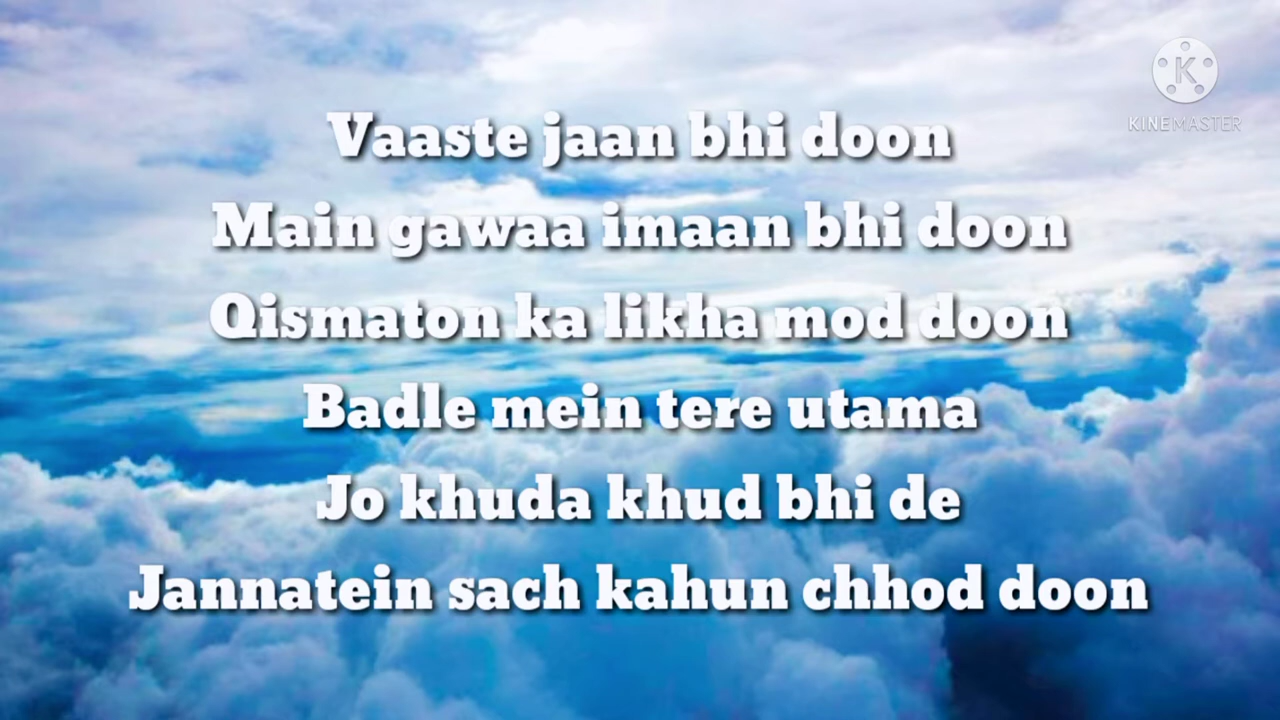 KINEMASTER
Vaaste jaan bhi doon
Main gawaa imaan bhi doon
Qismaton ka likha mod doon
Badle mein tere utama
Jo khuda khud bhi de
Jannatein sach kahun chhod doon